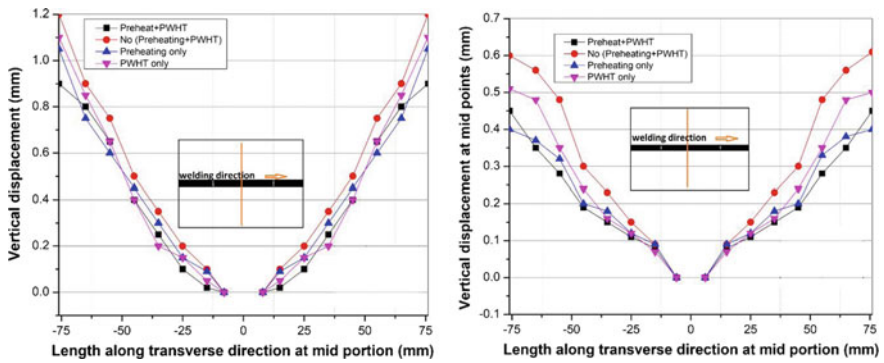 Preheat+PWHT
No (Preheating+PWHT)
Preheating only
PWHT only
welding direction
Vertical displacement (mm)
1.2
1.0
0.8
0.6
0.4
0.2
0.0
-75 -50 -25 0 25 50 75
Length along transverse direction at mid portion (mm)
Preheat+PWHT
No (Preheating+PWHT)
Preheating only
PWHT only
welding direction
Vertical displacement at mid points (mm)
0.7
0.6
0.5
0.4
0.3
0.2
0.1
0.0
-0.1
-75 -50 -25 0 25 50 75
Length along transverse direction at mid portion (mm)